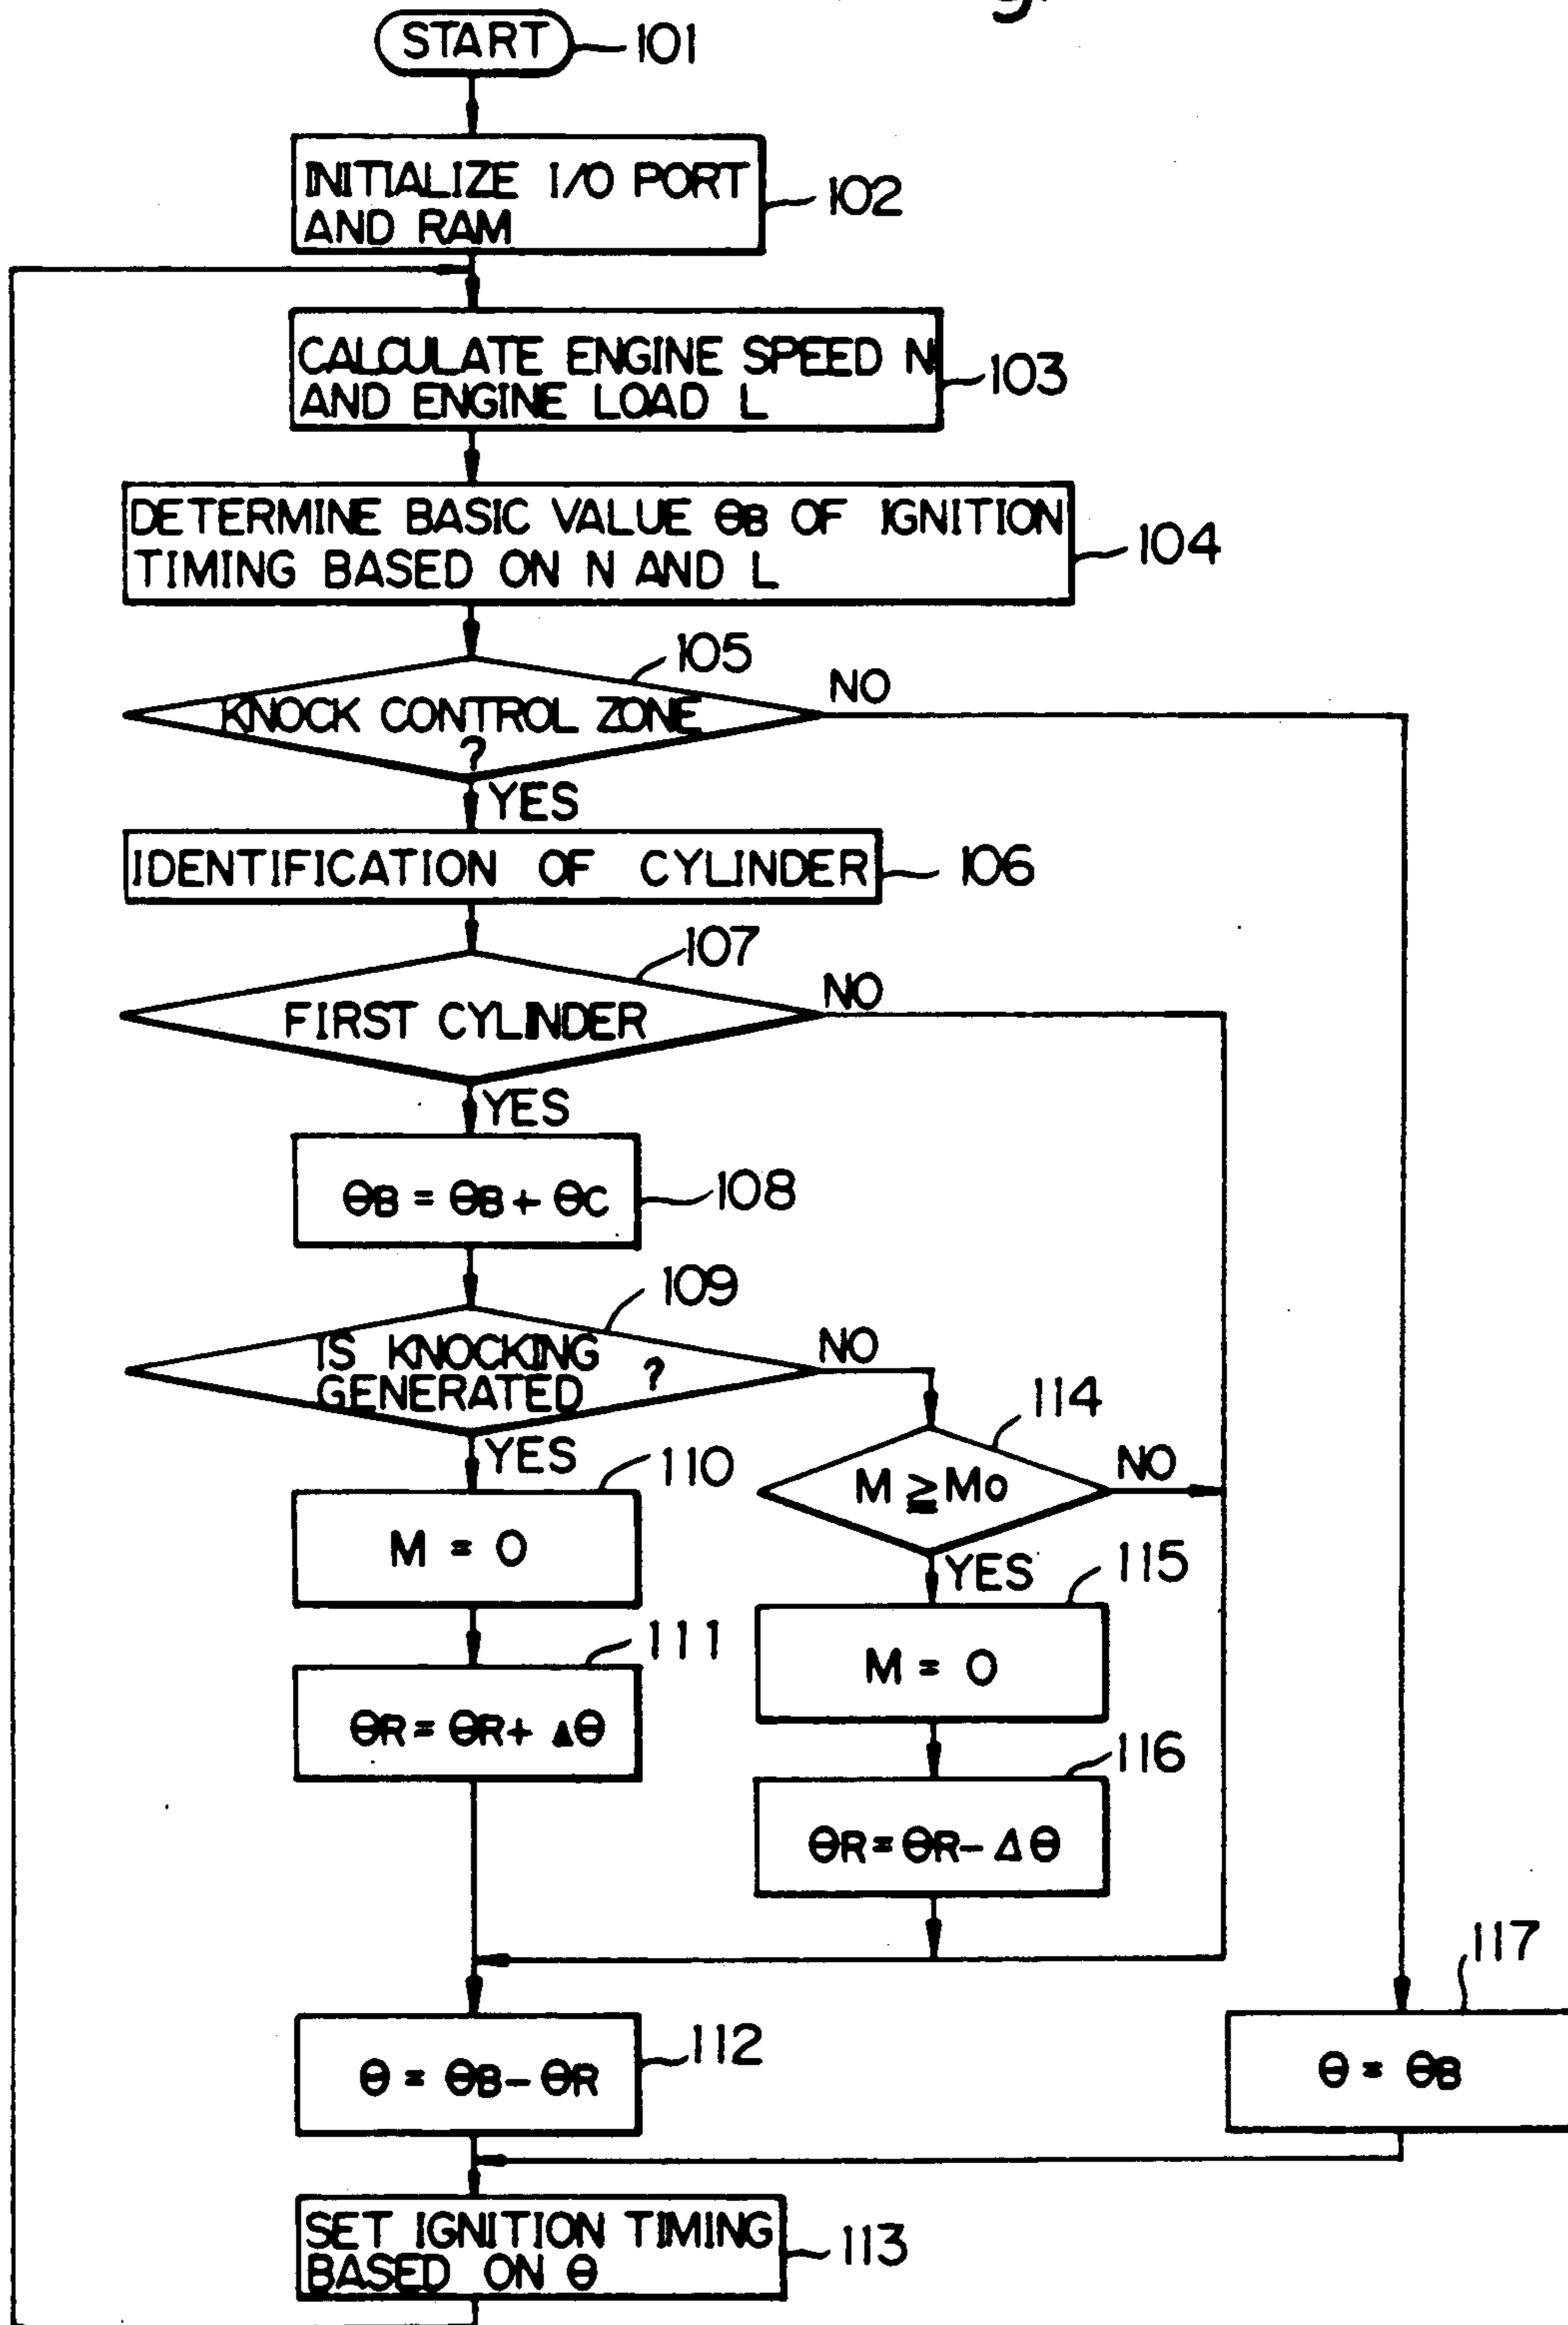 START
101
INITIALIZE I/O PORT
AND RAM
102
CALCULATE ENGINE SPEED N
AND ENGINE LOAD L
103
DETERMINE BASIC VALUE θB OF IGNITION
TIMING BASED ON N AND L
104
105
KNOCK CONTROL ZONE
?
NO
YES
IDENTIFICATION OF CYLINDER
106
107
FIRST CYLINDER
NO
YES
θB = θB + θC
108
109
IS KNOCKING
GENERATED ?
NO
YES
114
M ≧ Mo
NO
YES
110
M = 0
115
M = 0
111
θR = θR + Δθ
116
θR = θR - Δθ
θ = θB - θR
112
117
θ = θB
SET IGNITION TIMING
BASED ON θ
113